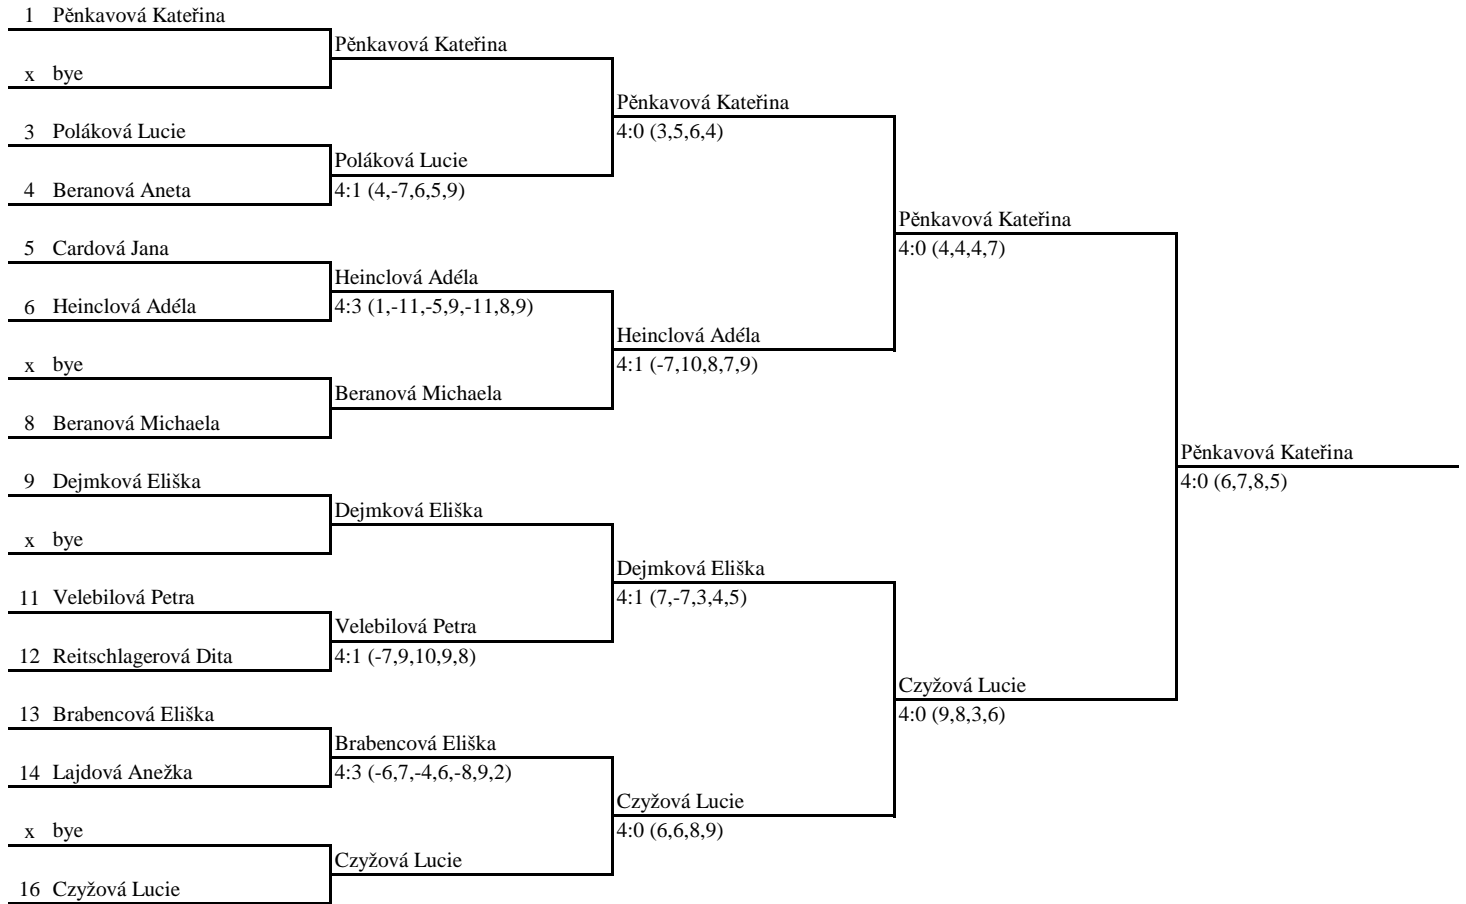 1 Pěnkavová Kateřina
Pěnkavová Kateřina
x bye
Pěnkavová Kateřina
3 Poláková Lucie
4:0 (3,5,6,4)
Poláková Lucie
4 Beranová Aneta
4:1 (4,-7,6,5,9)
Pěnkavová Kateřina
5 Cardová Jana
4:0 (4,4,4,7)
Heinclová Adéla
6 Heinclová Adéla
4:3 (1,-11,-5,9,-11,8,9)
Heinclová Adéla
x bye
4:1 (-7,10,8,7,9)
Beranová Michaela
8 Beranová Michaela
Pěnkavová Kateřina
9 Dejmková Eliška
4:0 (6,7,8,5)
Dejmková Eliška
x bye
Dejmková Eliška
11 Velebilová Petra
4:1 (7,-7,3,4,5)
Velebilová Petra
12 Reitschlagerová Dita
4:1 (-7,9,10,9,8)
Czyžová Lucie
13 Brabencová Eliška
4:0 (9,8,3,6)
Brabencová Eliška
14 Lajdová Anežka
4:3 (-6,7,-4,6,-8,9,2)
Czyžová Lucie
x bye
4:0 (6,6,8,9)
Czyžová Lucie
16 Czyžová Lucie